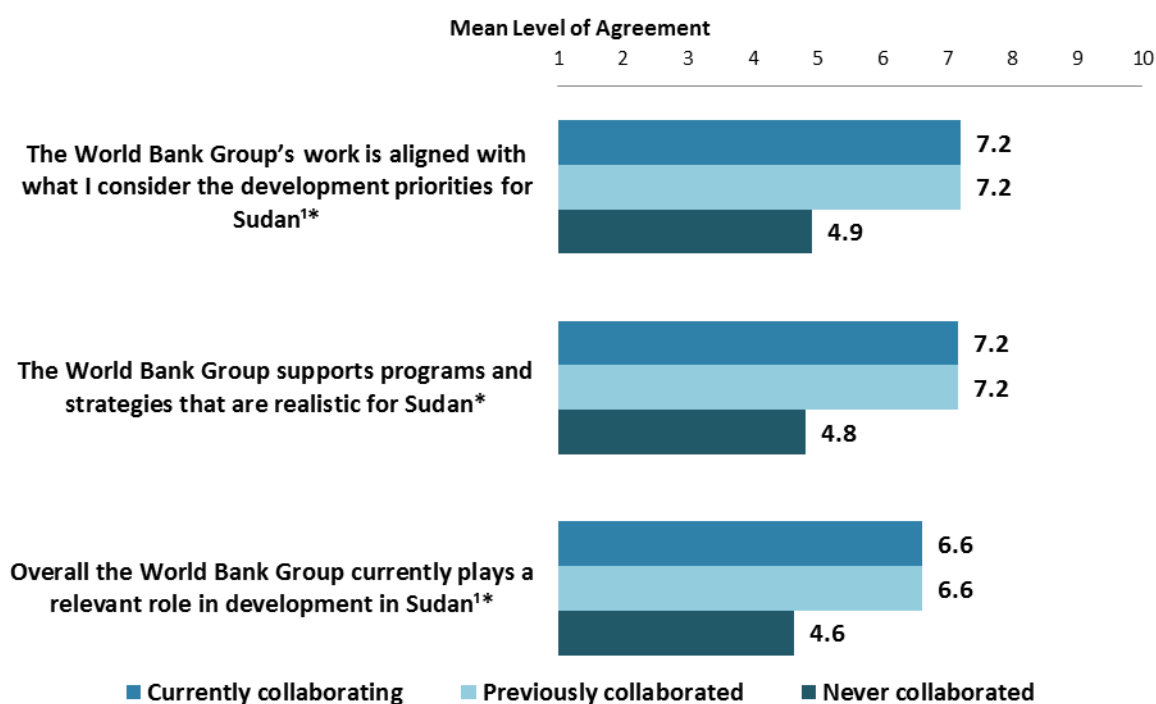 Mean Level of Agreement
1 2 3 4 5 6 7 8 9 10
The World Bank Group’s work is aligned with
what I consider the development priorities for
Sudan¹*
7.2
7.2
4.9
The World Bank Group supports programs and
strategies that are realistic for Sudan*
7.2
7.2
4.8
Overall the World Bank Group currently plays a
relevant role in development in Sudan¹*
6.6
6.6
4.6
Currently collaborating Previously collaborated Never collaborated